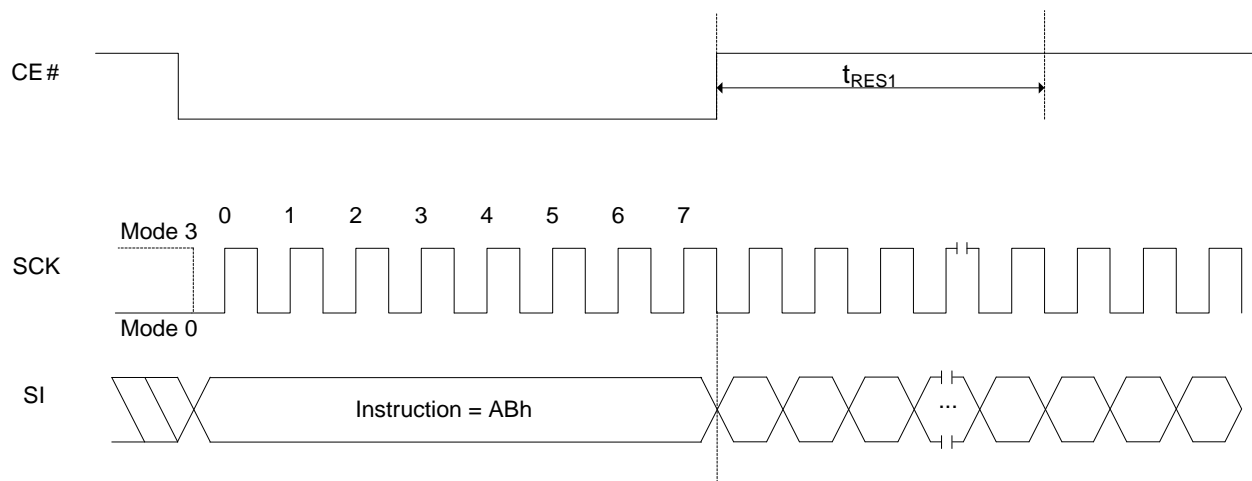 CE#
tRES1
0 1 2 3 4 5 6 7
Mode 3
SCK
Mode 0
SI
Instruction = ABh
...